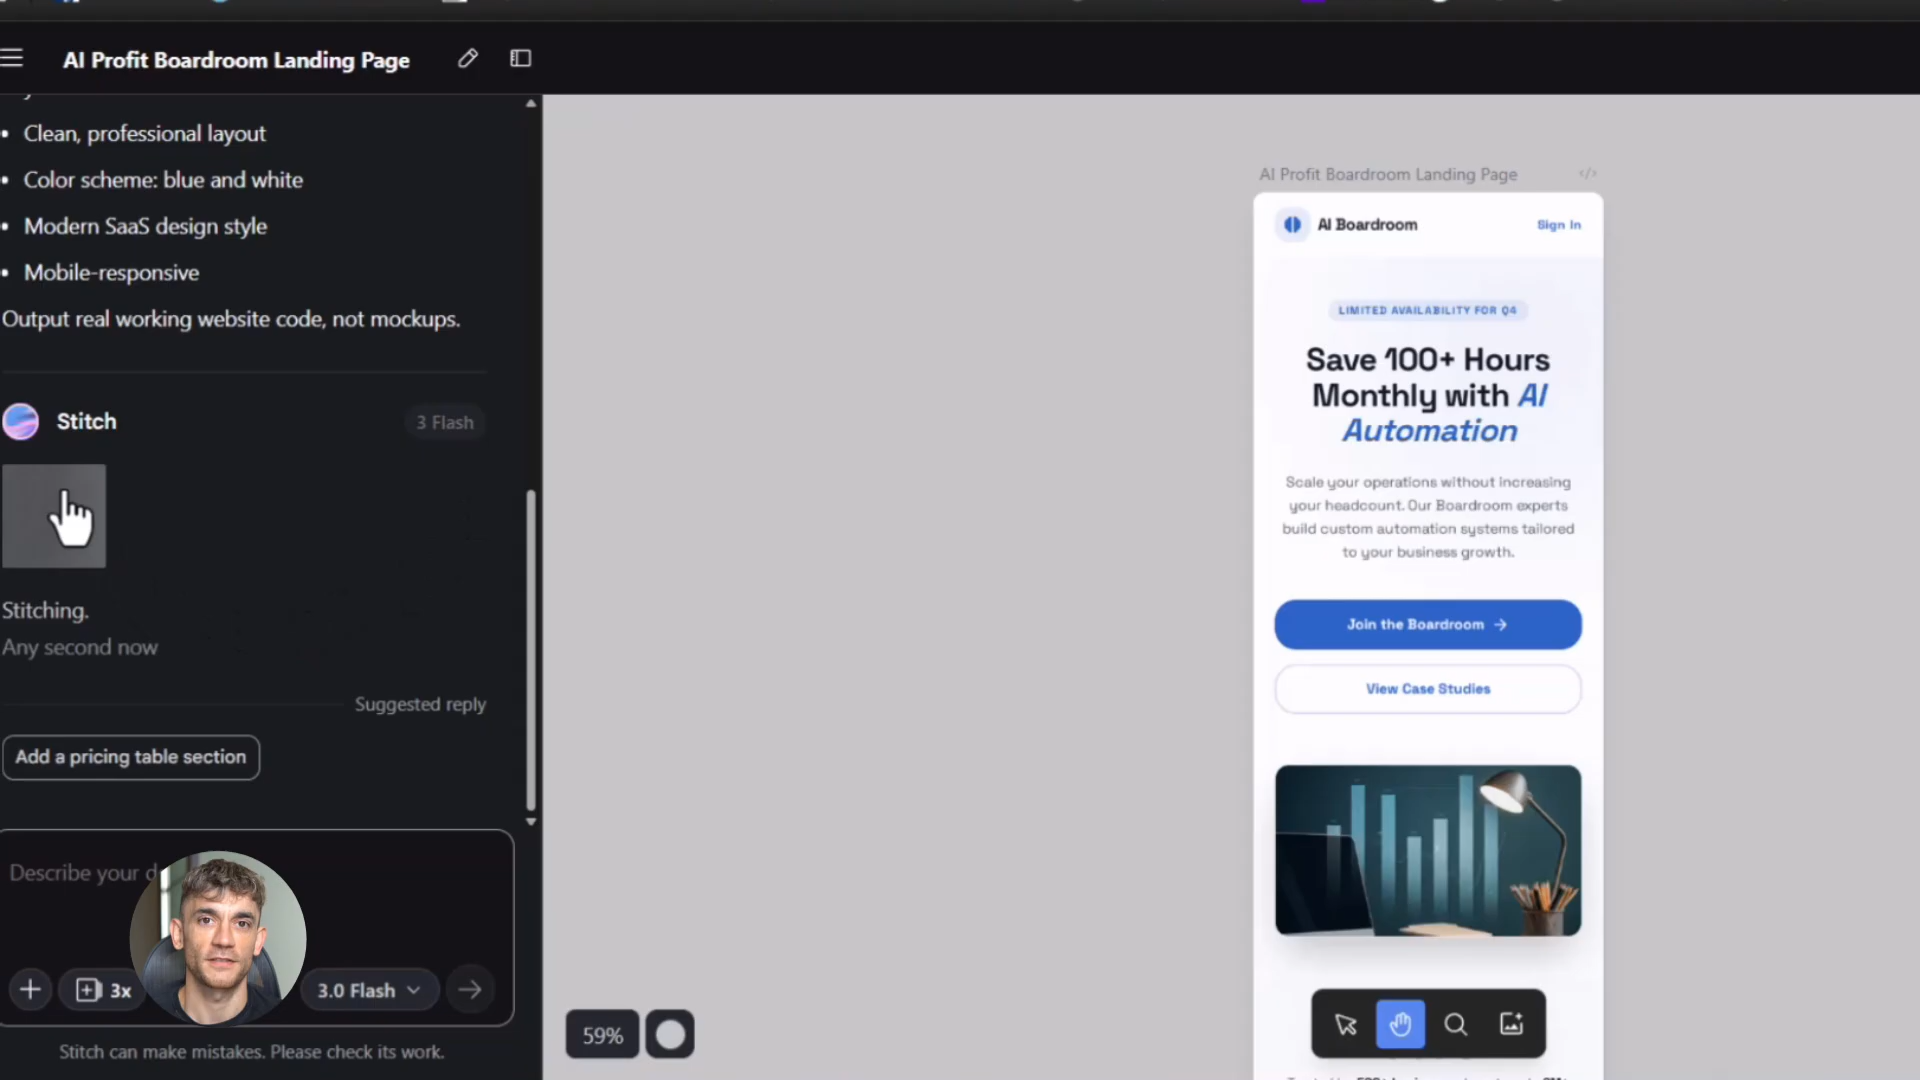 AI Profit Boardroom Landing Page
Clean, professional layout
Color scheme: blue and white
Modern SaaS design style
Mobile-responsive
Output real working website code, not mockups.
Stitch
3 Flash
Stitching.
Any second now
Suggested reply
Add a pricing table section
Describe your d
3x
3.0 Flash
Stitch can make mistakes. Please check its work.
59%
AI Profit Boardroom Landing Page
</>
AI Boardroom
Sign In
LIMITED AVAILABILITY FOR Q4
Save 100+ Hours
Monthly with AI
Automation
Scale your operations without increasing
your headcount. Our Boardroom experts
build custom automation systems tailored
to your business growth.
Join the Boardroom →
View Case Studies